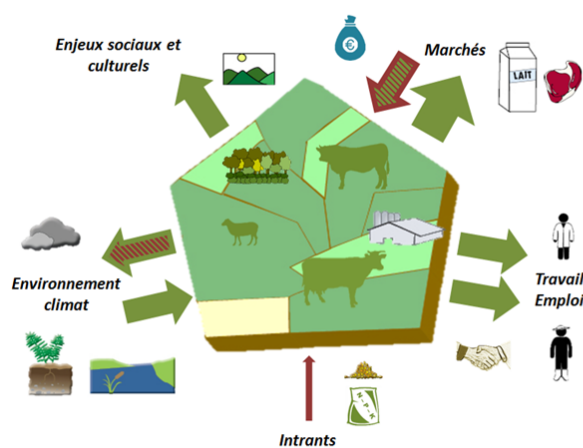 Enjeux sociaux et
culturels
Marchés
LAIT
Environnement
climat
Travail
Emploi
N.P.K
Intrants